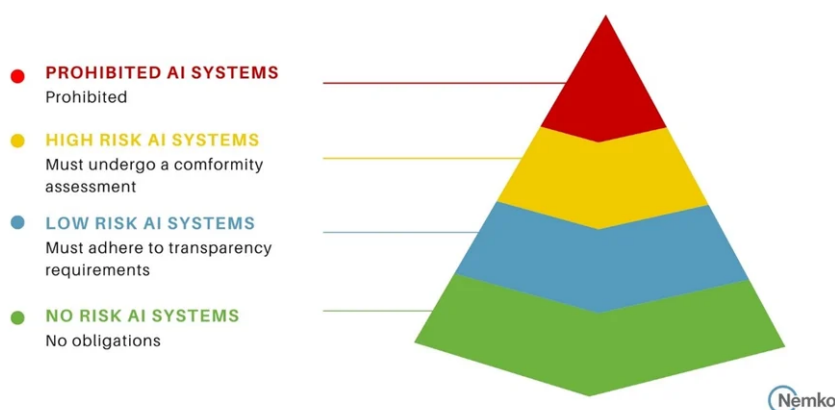 PROHIBITED AI SYSTEMS
Prohibited
HIGH RISK AI SYSTEMS
Must undergo a comformity
assessment
LOW RISK AI SYSTEMS
Must adhere to transparency
requirements
NO RISK AI SYSTEMS
No obligations
Nemko